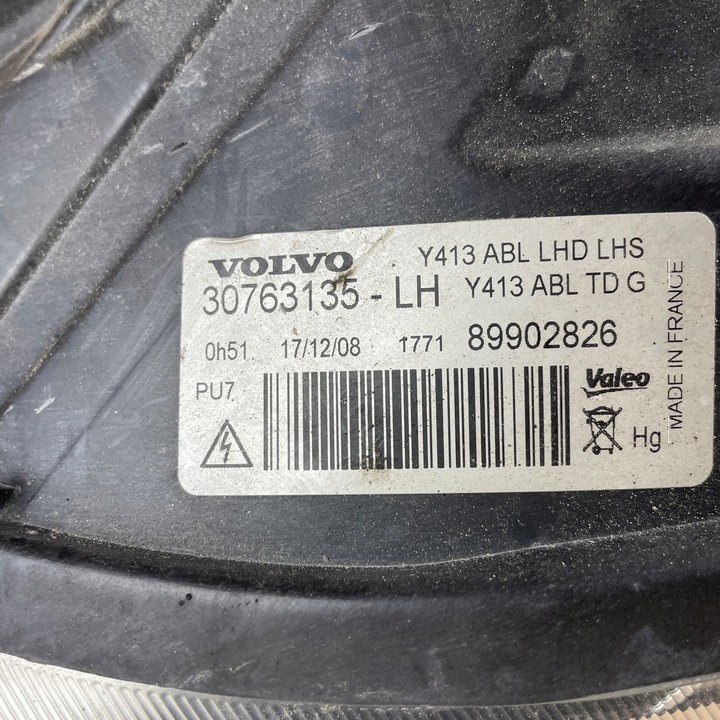 VOLVO Y413 ABL LHD LHS
30763135 - LH Y413 ABL TD G
0h51 17/12/08 1771 89902826
PU7 Valeo
Hg
MADE IN FRANCE